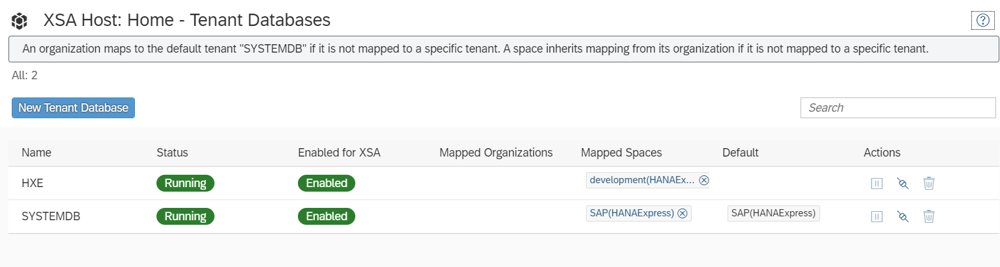 XSA Host: Home - Tenant Databases
An organization maps to the default tenant "SYSTEMDB" if it is not mapped to a specific tenant. A space inherits mapping from its organization if it is not mapped to a specific tenant.
All: 2
New Tenant Database Search
Name Status Enabled for XSA Mapped Organizations Mapped Spaces Default Actions
HXE Running Enabled development(HANAEx...
SYSTEMDB Running Enabled SAP(HANAExpress) SAP(HANAExpress)